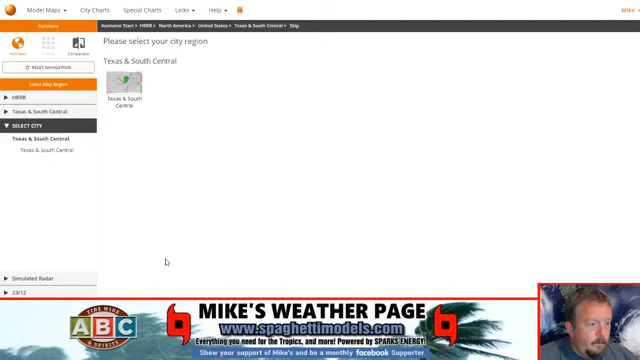 Model Maps City Charts Special Charts Links Help Mike
Functions
Animator Start> HRRR> North America> United States> Texas & South Central> Skip
Please select your city region
Animator
Comparator
Texas & South Central
RESET NAVIGATION
Select Map Region
HRRR
Texas & South Central
Texas & South
Central
SELECT CITY
Texas & South Central
Texas & South Central
Simulated Radar
23/12
FINE WINE
ABC
& SPIRITS
MIKE'S WEATHER PAGE
www.spaghettimodels.com
Everything you need for the Tropics, and more! Powered by SPARKS ENERGY!
Show your support of Mike's and be a monthly facebook Supporter